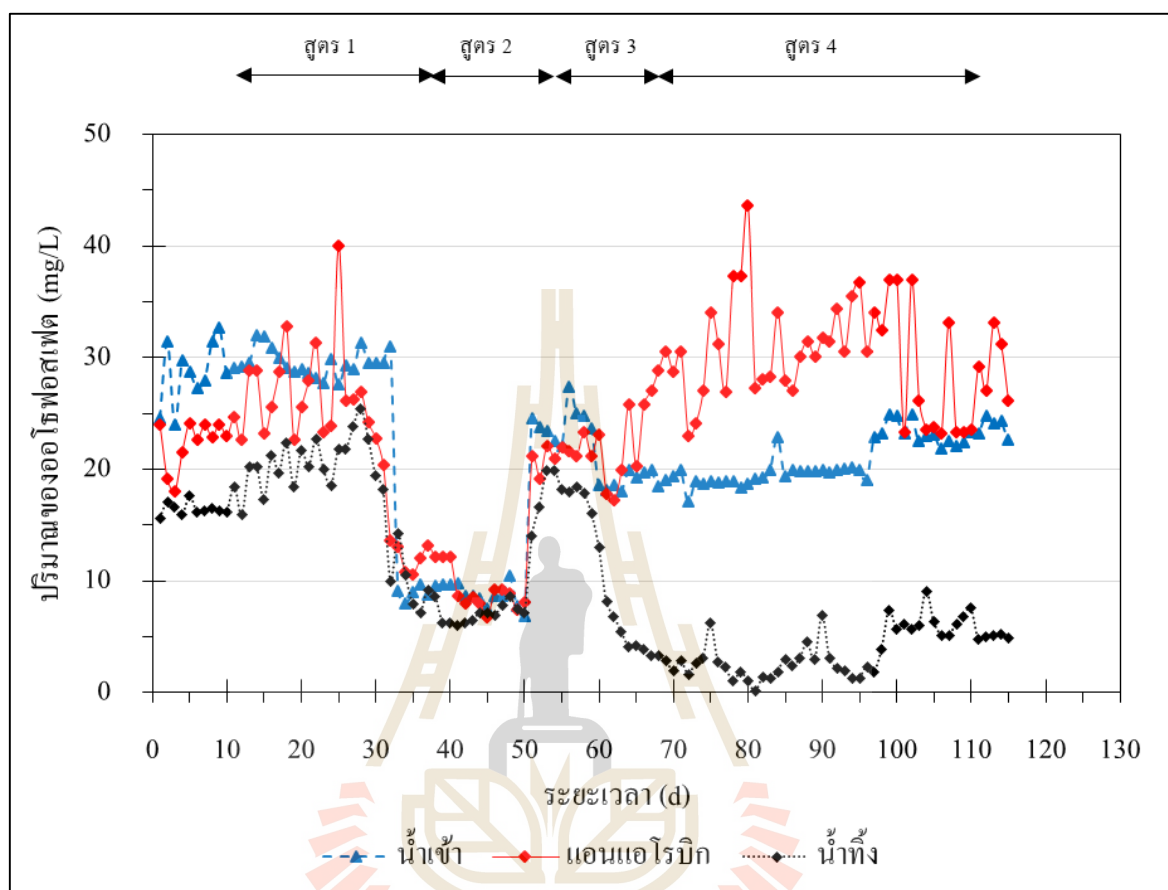 สูตร 1 สูตร 2 สูตร 3 สูตร 4
50
40
30
20
10
0
ปริมาณของออโธฟอสเฟต (mg/L)
0 10 20 30 40 50 60 70 80 90 100 110 120 130
ระยะเวลา (d)
น้ำเข้า แอนแอโรบิก น้ำทิ้ง